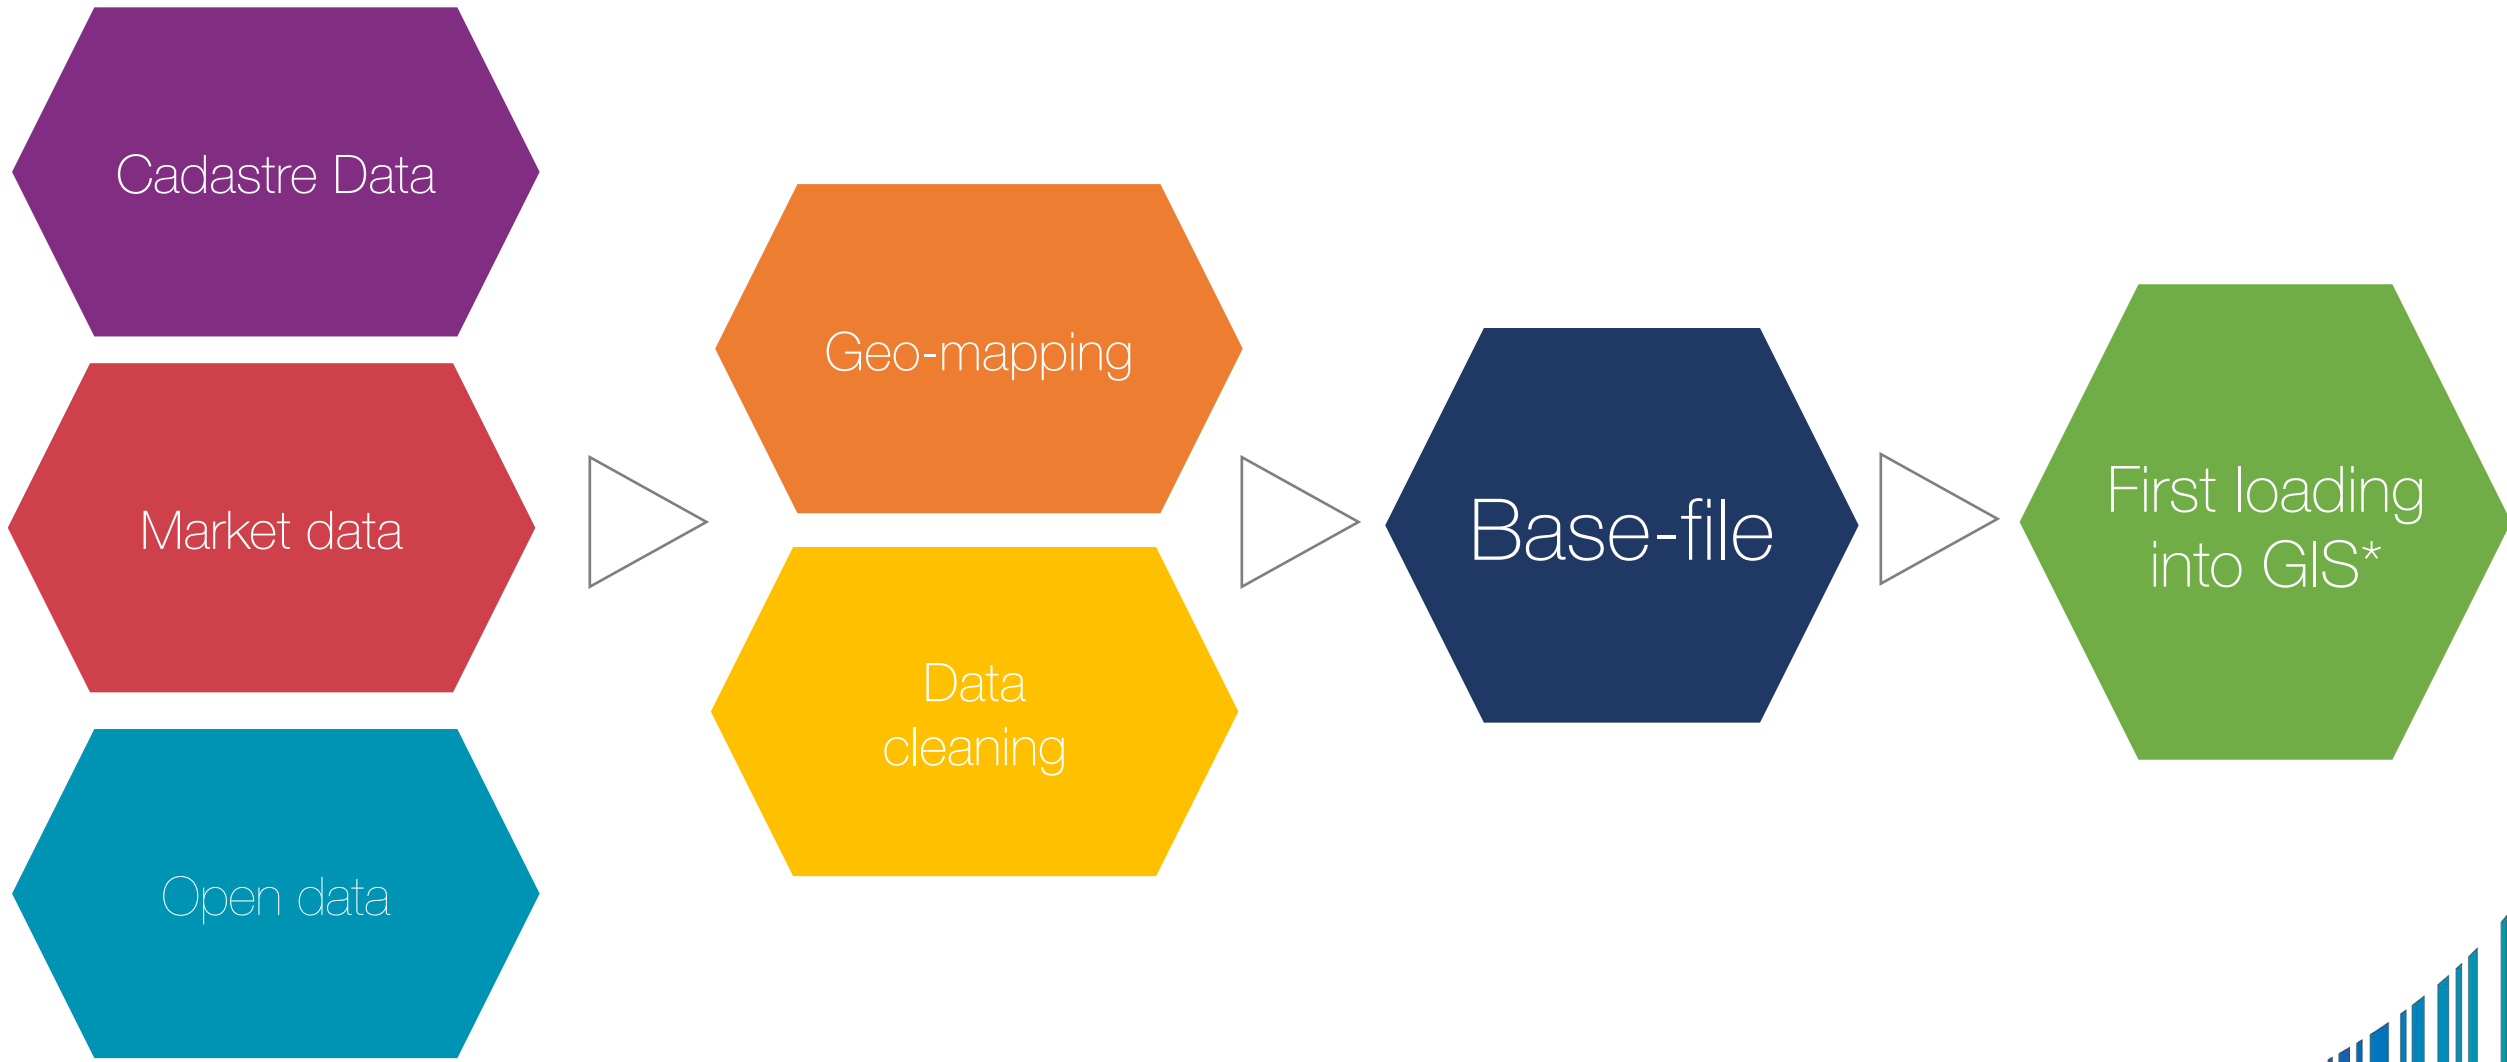 Cadastre Data
Market data
Open data
Geo-mapping
Data
cleaning
Base-file
First loading
into GIS*